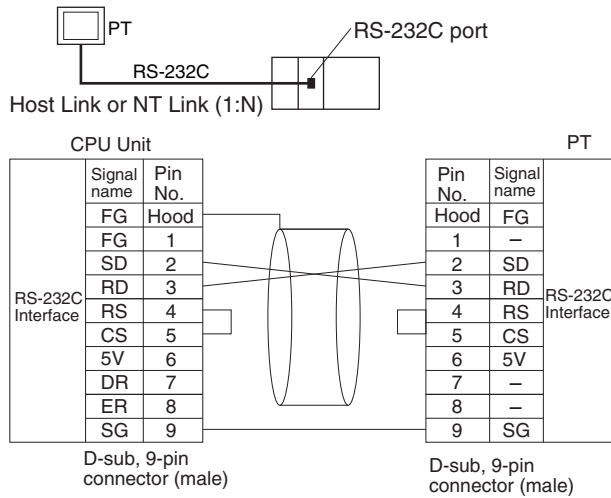 PT
RS-232C port
RS-232C
Host Link or NT Link (1:N)
CPU Unit
PT
Signal name Pin No.
FG Hood
FG 1
SD 2
RD 3
RS 4
CS 5
5V 6
DR 7
ER 8
SG 9
RS-232C
Interface
Pin No. Signal name
Hood FG
1 –
2 SD
3 RD
4 RS
5 CS
6 5V
7 –
8 –
9 SG
RS-232C
Interface
D-sub, 9-pin
connector (male)
D-sub, 9-pin
connector (male)